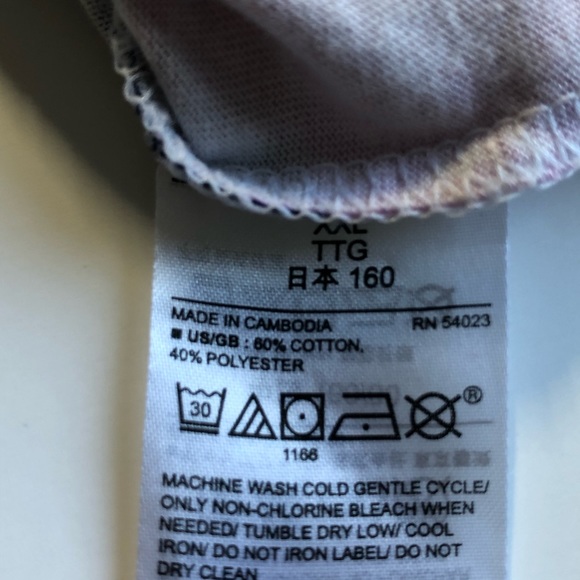 XXL
TTG
日本 160
MADE IN CAMBODIA RN 54023
■ US/GB : 60% COTTON,
40% POLYESTER
30 ®
1166
MACHINE WASH COLD GENTLE CYCLE/
ONLY NON-CHLORINE BLEACH WHEN
NEEDED/ TUMBLE DRY LOW/ COOL
IRON/ DO NOT IRON LABEL/ DO NOT
DRY CLEAN